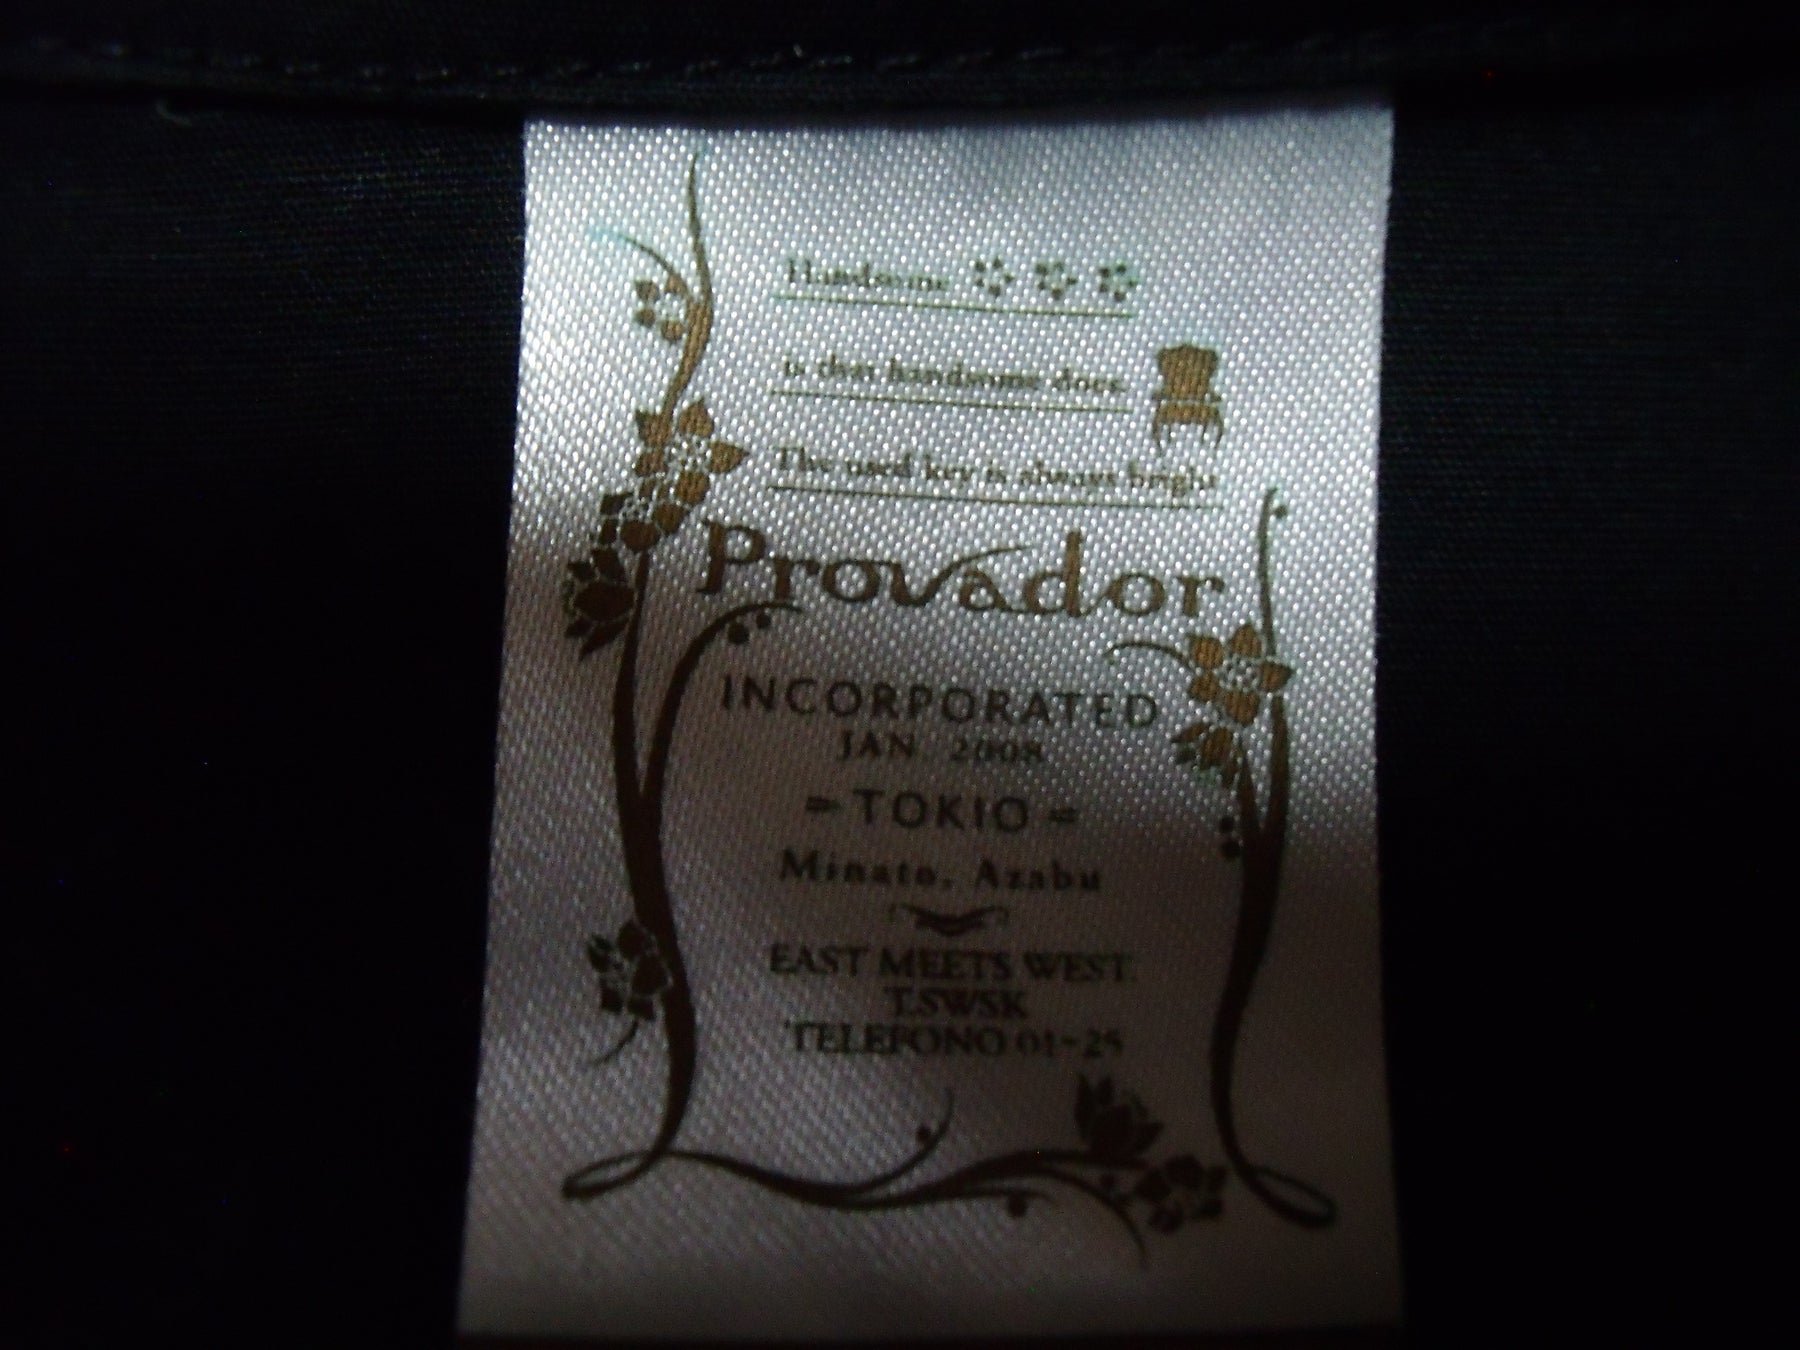 Handsome
is that handsome does
The used key is always bright
Provador
INCORPORATED
JAN 2008
= TOKIO =
Minato, Azabu
EAST MEETS WEST
T.SWSK
TELEFONO 01-25